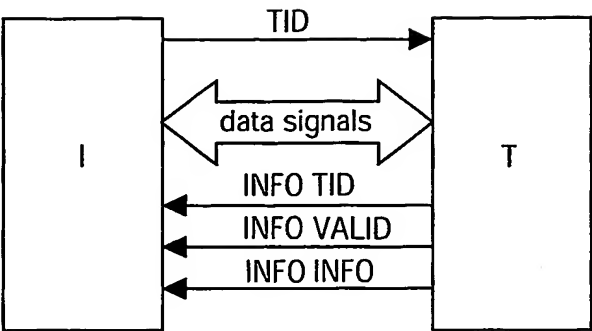 TID
data signals
I
T
INFO TID
INFO VALID
INFO INFO